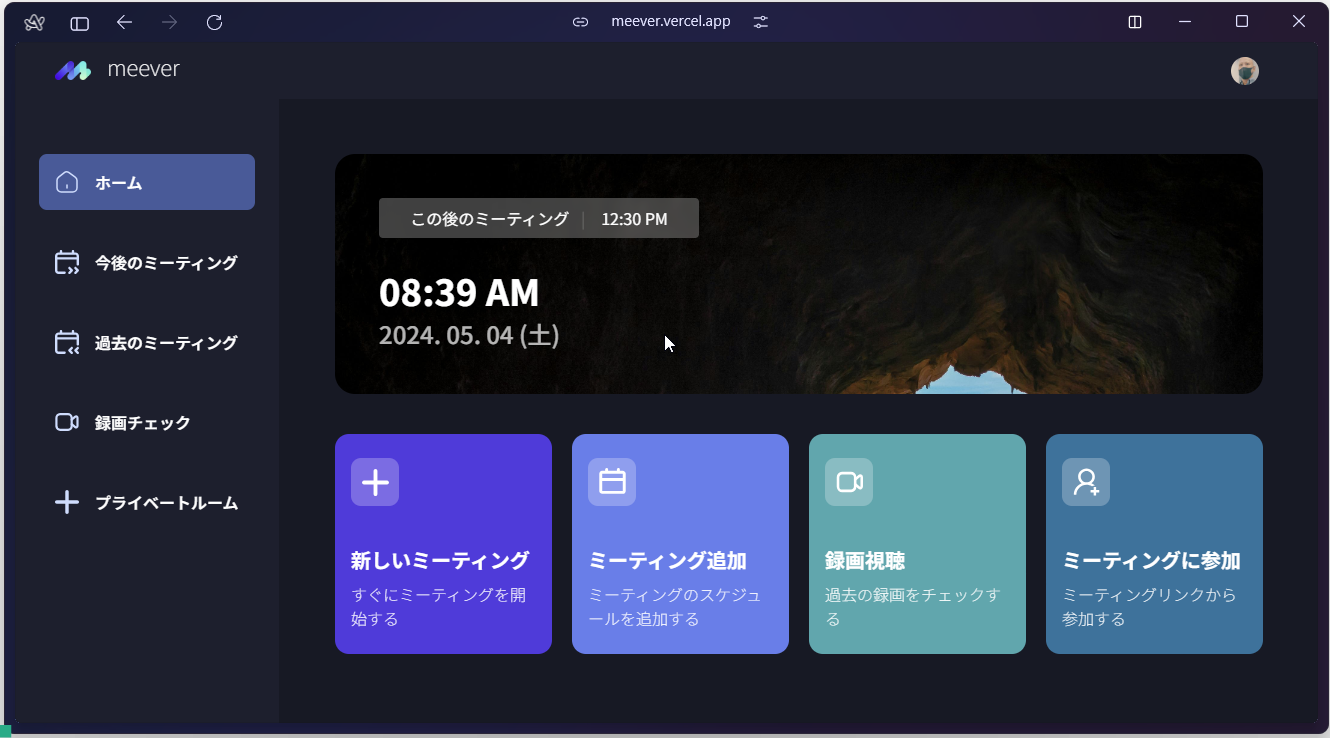 meever.vercel.app
meever
ホーム
今後のミーティング
過去のミーティング
録画チェック
プライベートルーム
この後のミーティング | 12:30 PM
08:39 AM
2024. 05. 04 (土)
新しいミーティング
すぐにミーティングを開
始する
ミーティング追加
ミーティングのスケジュ
ールを追加する
録画視聴
過去の録画をチェックす
る
ミーティングに参加
ミーティングリンクから
参加する